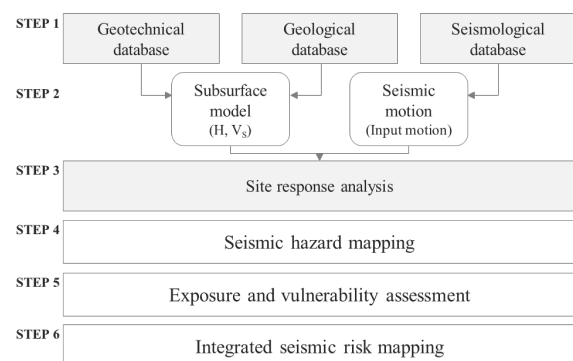 STEP 1
Geotechnical
database
Geological
database
Seismological
database
STEP 2
Subsurface
model
(H, VS)
Seismic
motion
(Input motion)
STEP 3
Site response analysis
STEP 4
Seismic hazard mapping
STEP 5
Exposure and vulnerability assessment
STEP 6
Integrated seismic risk mapping